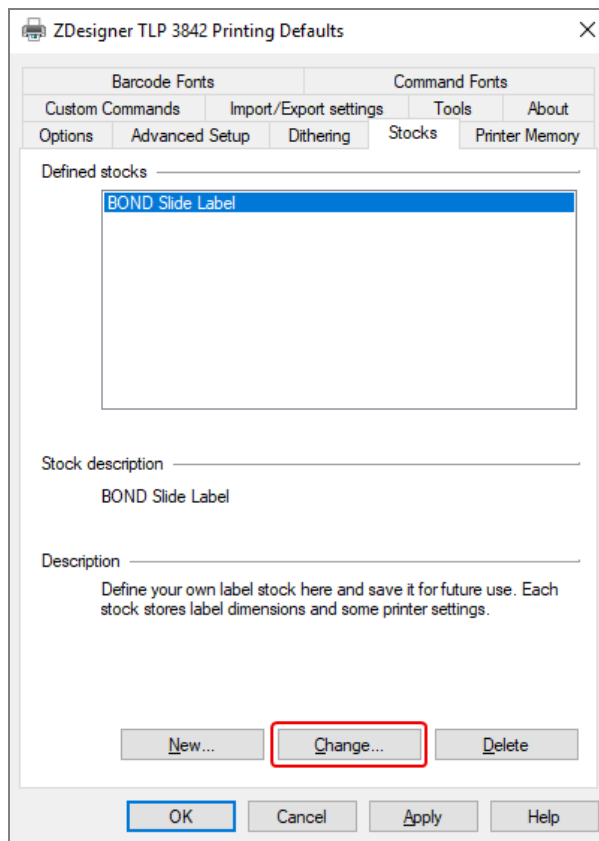 ZDesigner TLP 3842 Printing Defaults
Barcode Fonts Command Fonts
Custom Commands Import/Export settings Tools About
Options Advanced Setup Dithering Stocks Printer Memory
Defined stocks
BOND Slide Label
Stock description
BOND Slide Label
Description
Define your own label stock here and save it for future use. Each
stock stores label dimensions and some printer settings.
New... Change... Delete
OK Cancel Apply Help